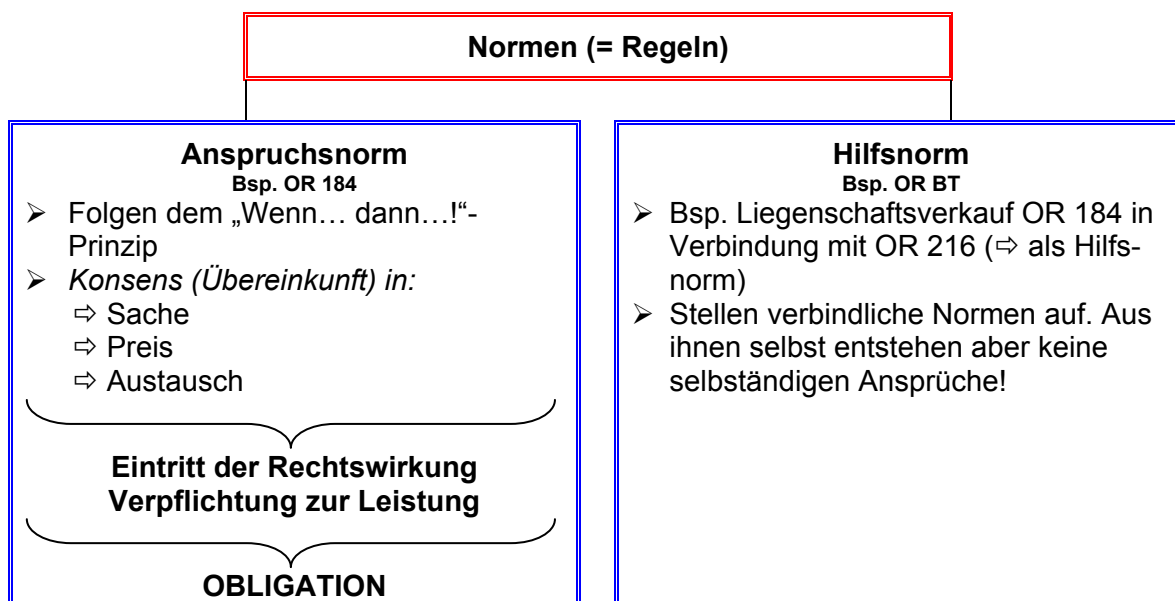 Normen (= Regeln)
Anspruchsnorm
Bsp. OR 184
➢ Folgen dem „Wenn… dann…!“-
Prinzip
➢ Konsens (Übereinkunft) in:
⇨ Sache
⇨ Preis
⇨ Austausch
Eintritt der Rechtswirkung
Verpflichtung zur Leistung
OBLIGATION
Hilfsnorm
Bsp. OR BT
➢ Bsp. Liegenschaftsverkauf OR 184 in
Verbindung mit OR 216 (⇨ als Hilfs-
norm)
➢ Stellen verbindliche Normen auf. Aus
ihnen selbst entstehen aber keine
selbständigen Ansprüche!